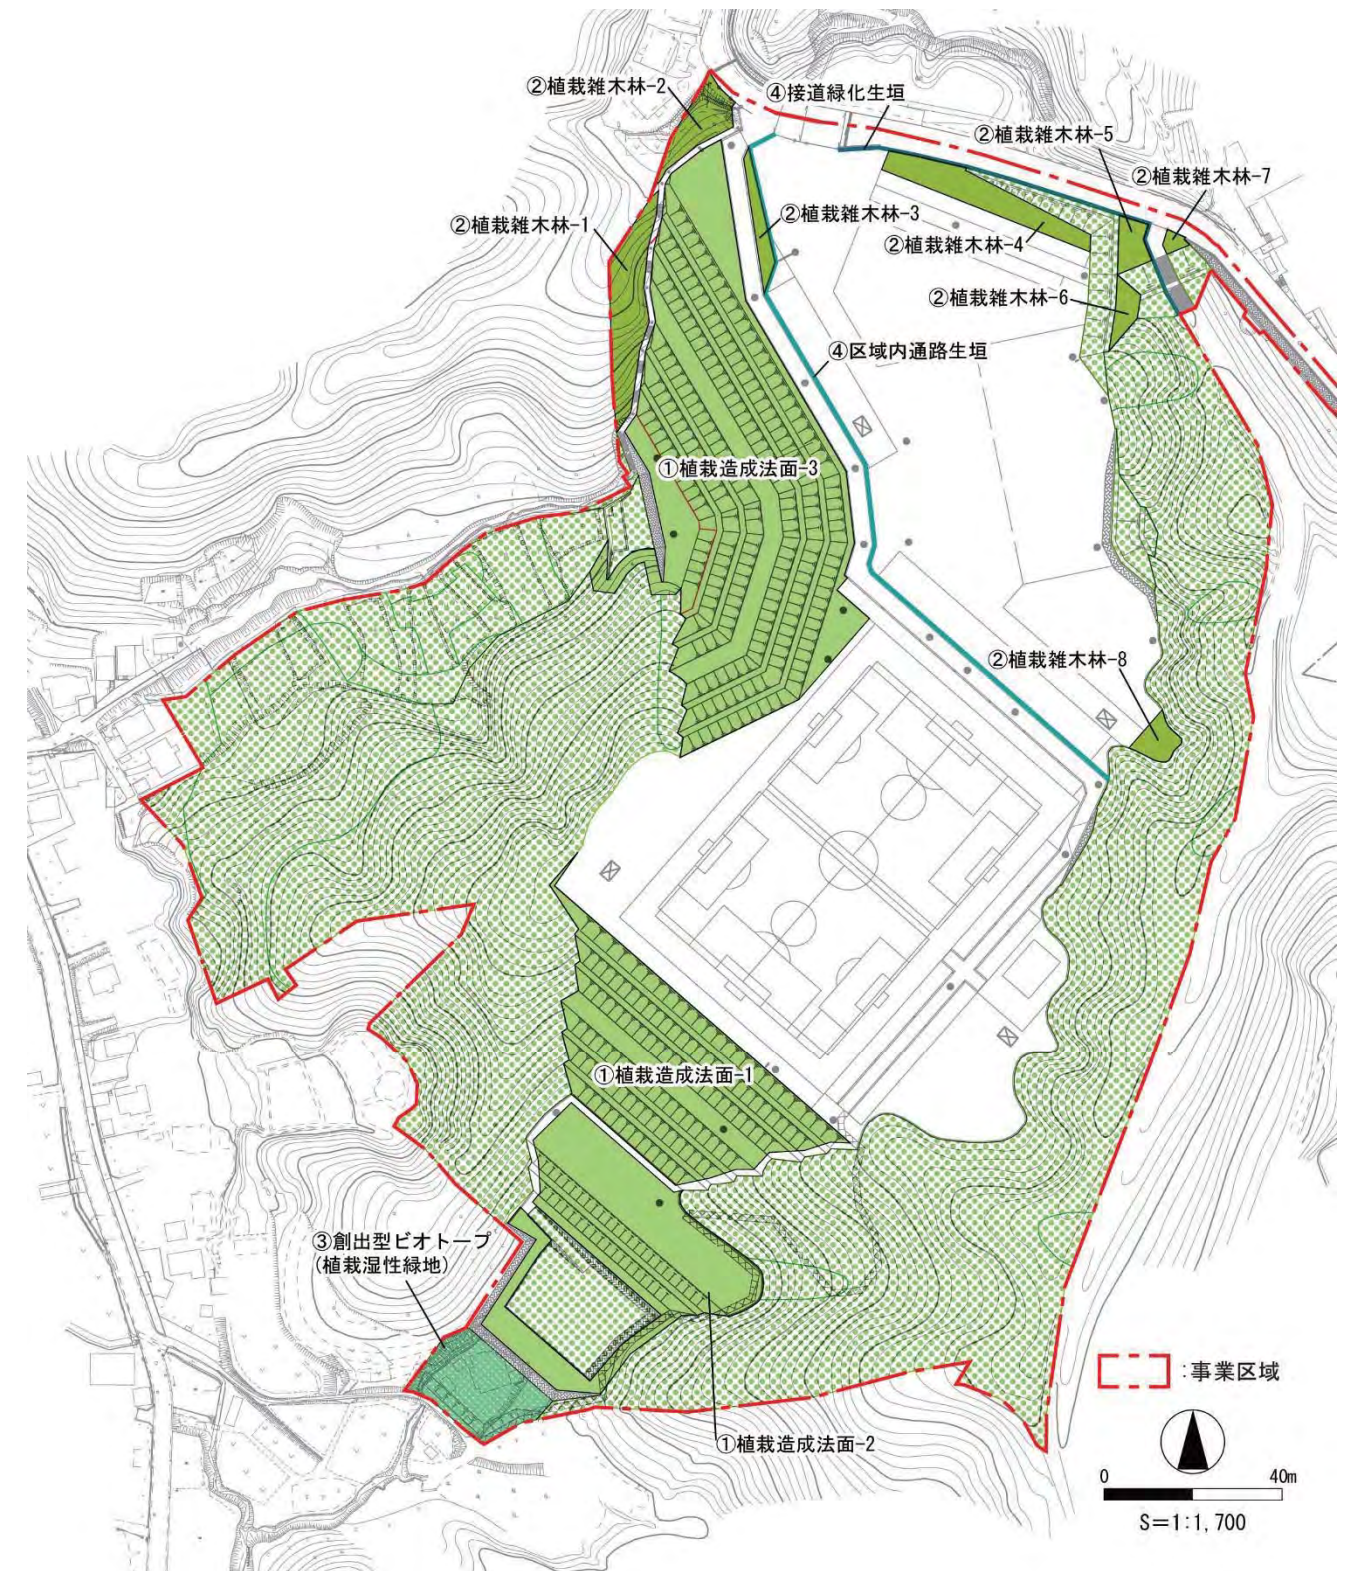 ②植栽雑木林-2
④接道緑化生垣
②植栽雑木林-5
②植栽雑木林-7
②植栽雑木林-1
②植栽雑木林-3
②植栽雑木林-4
②植栽雑木林-6
④区域内通路生垣
①植栽造成法面-3
②植栽雑木林-8
①植栽造成法面-1
③創出型ビオトープ
(植栽湿性緑地)
:事業区域
①植栽造成法面-2
0 40m
S=1:1,700